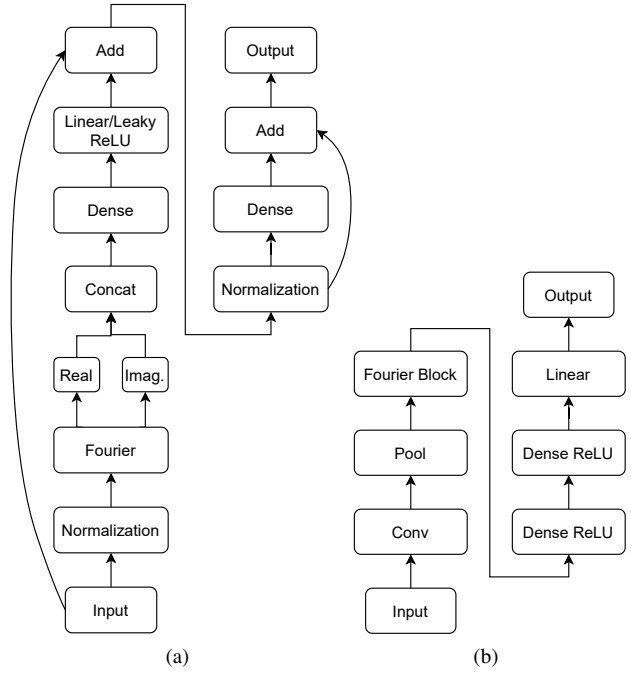 Add
Linear/Leaky
ReLU
Dense
Concat
Real
Imag.
Fourier
Normalization
Input
Output
Add
Dense
Normalization
(a)
Fourier Block
Pool
Conv
Input
Output
Linear
Dense ReLU
Dense ReLU
(b)